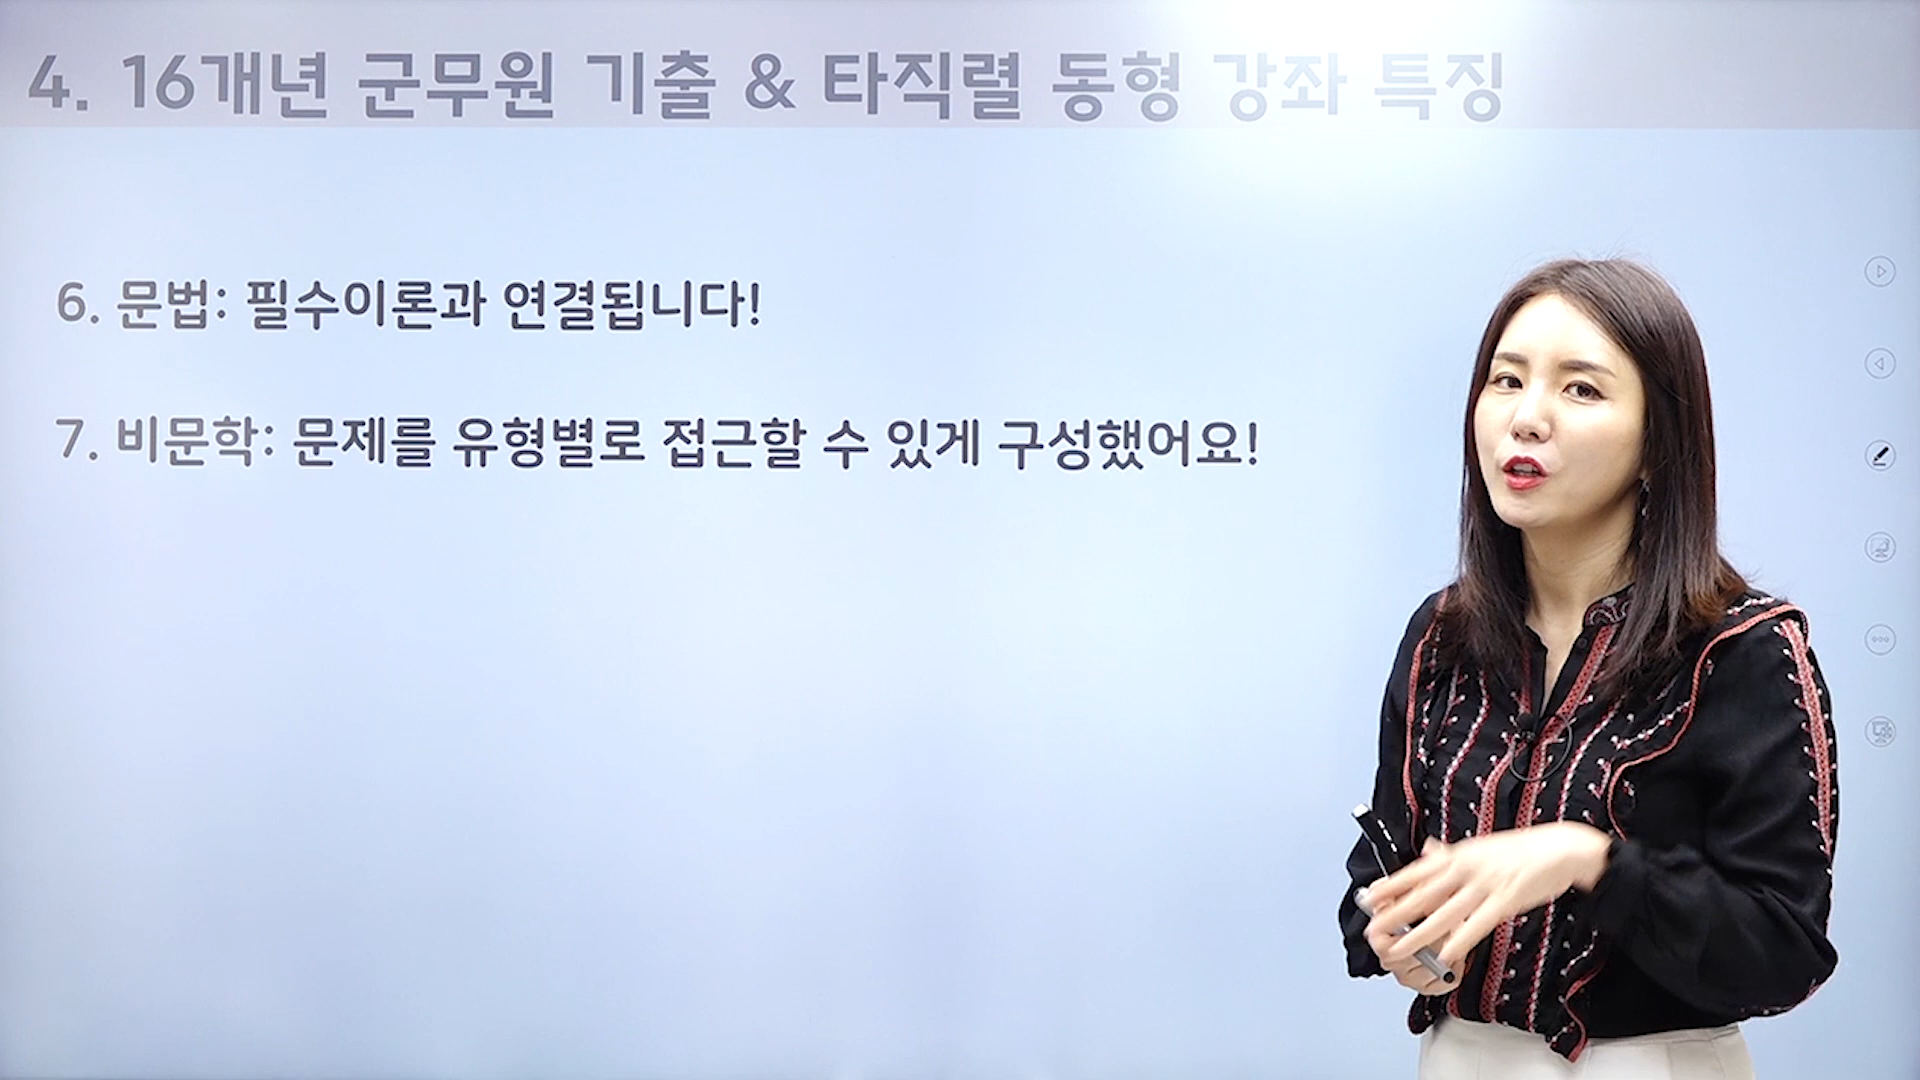 4. 16개년 군무원 기출 & 타직렬 동형 강좌 특징
6. 문법: 필수이론과 연결됩니다!
7. 비문학: 문제를 유형별로 접근할 수 있게 구성했어요!